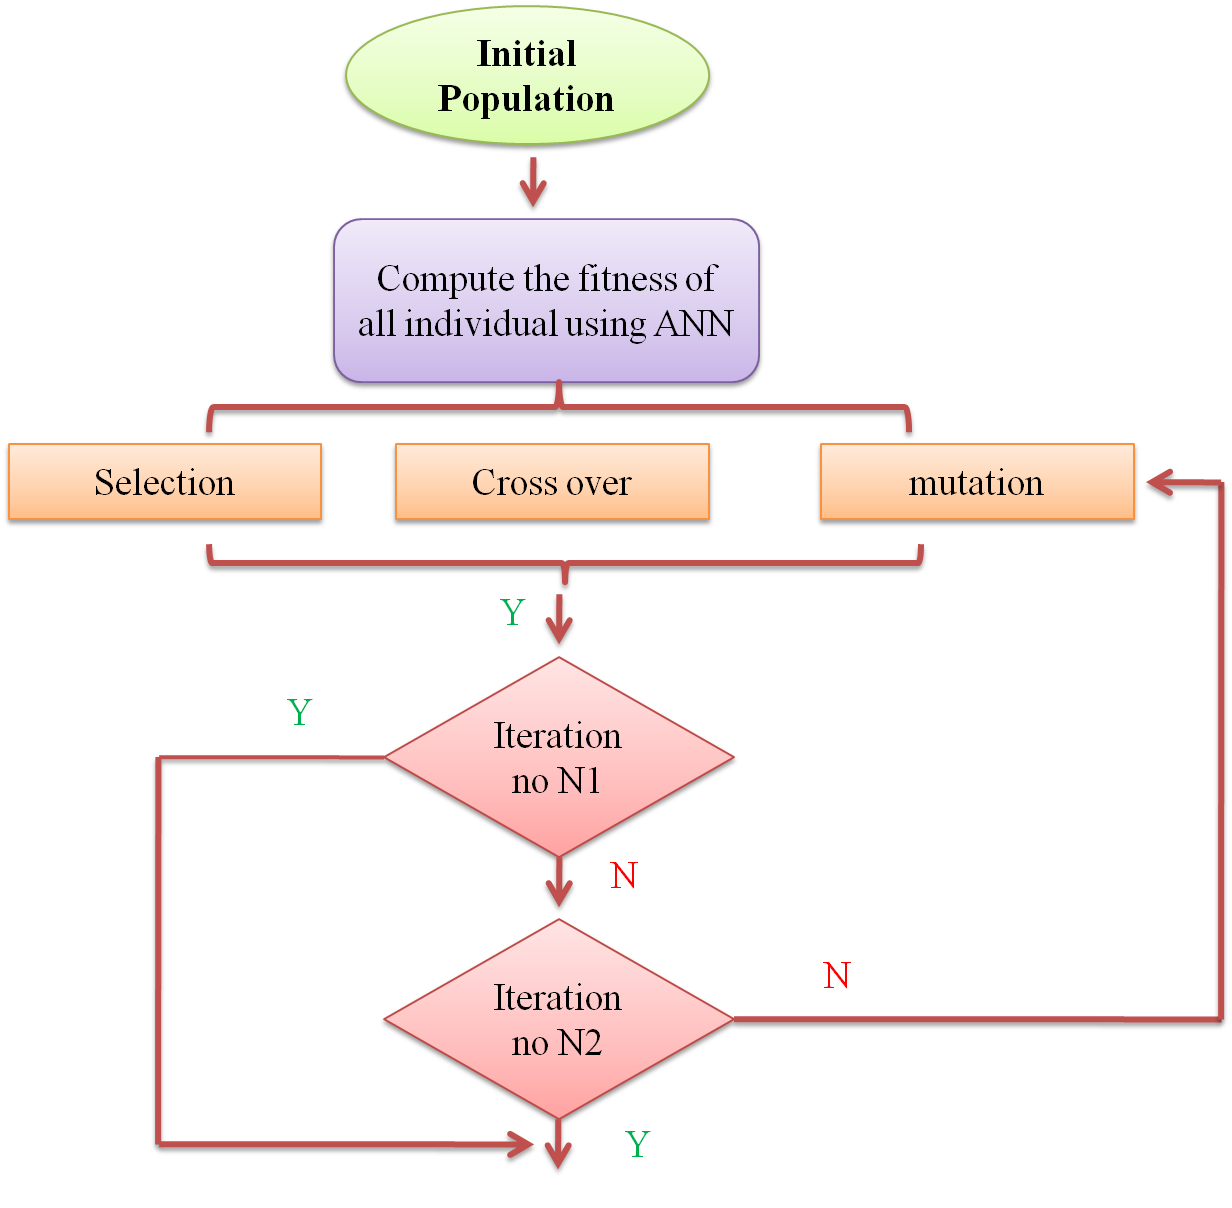 Initial
Population
Compute the fitness of
all individual using ANN
Selection
Cross over
mutation
Y
Y
Iteration
no N1
N
Iteration
no N2
N
Y